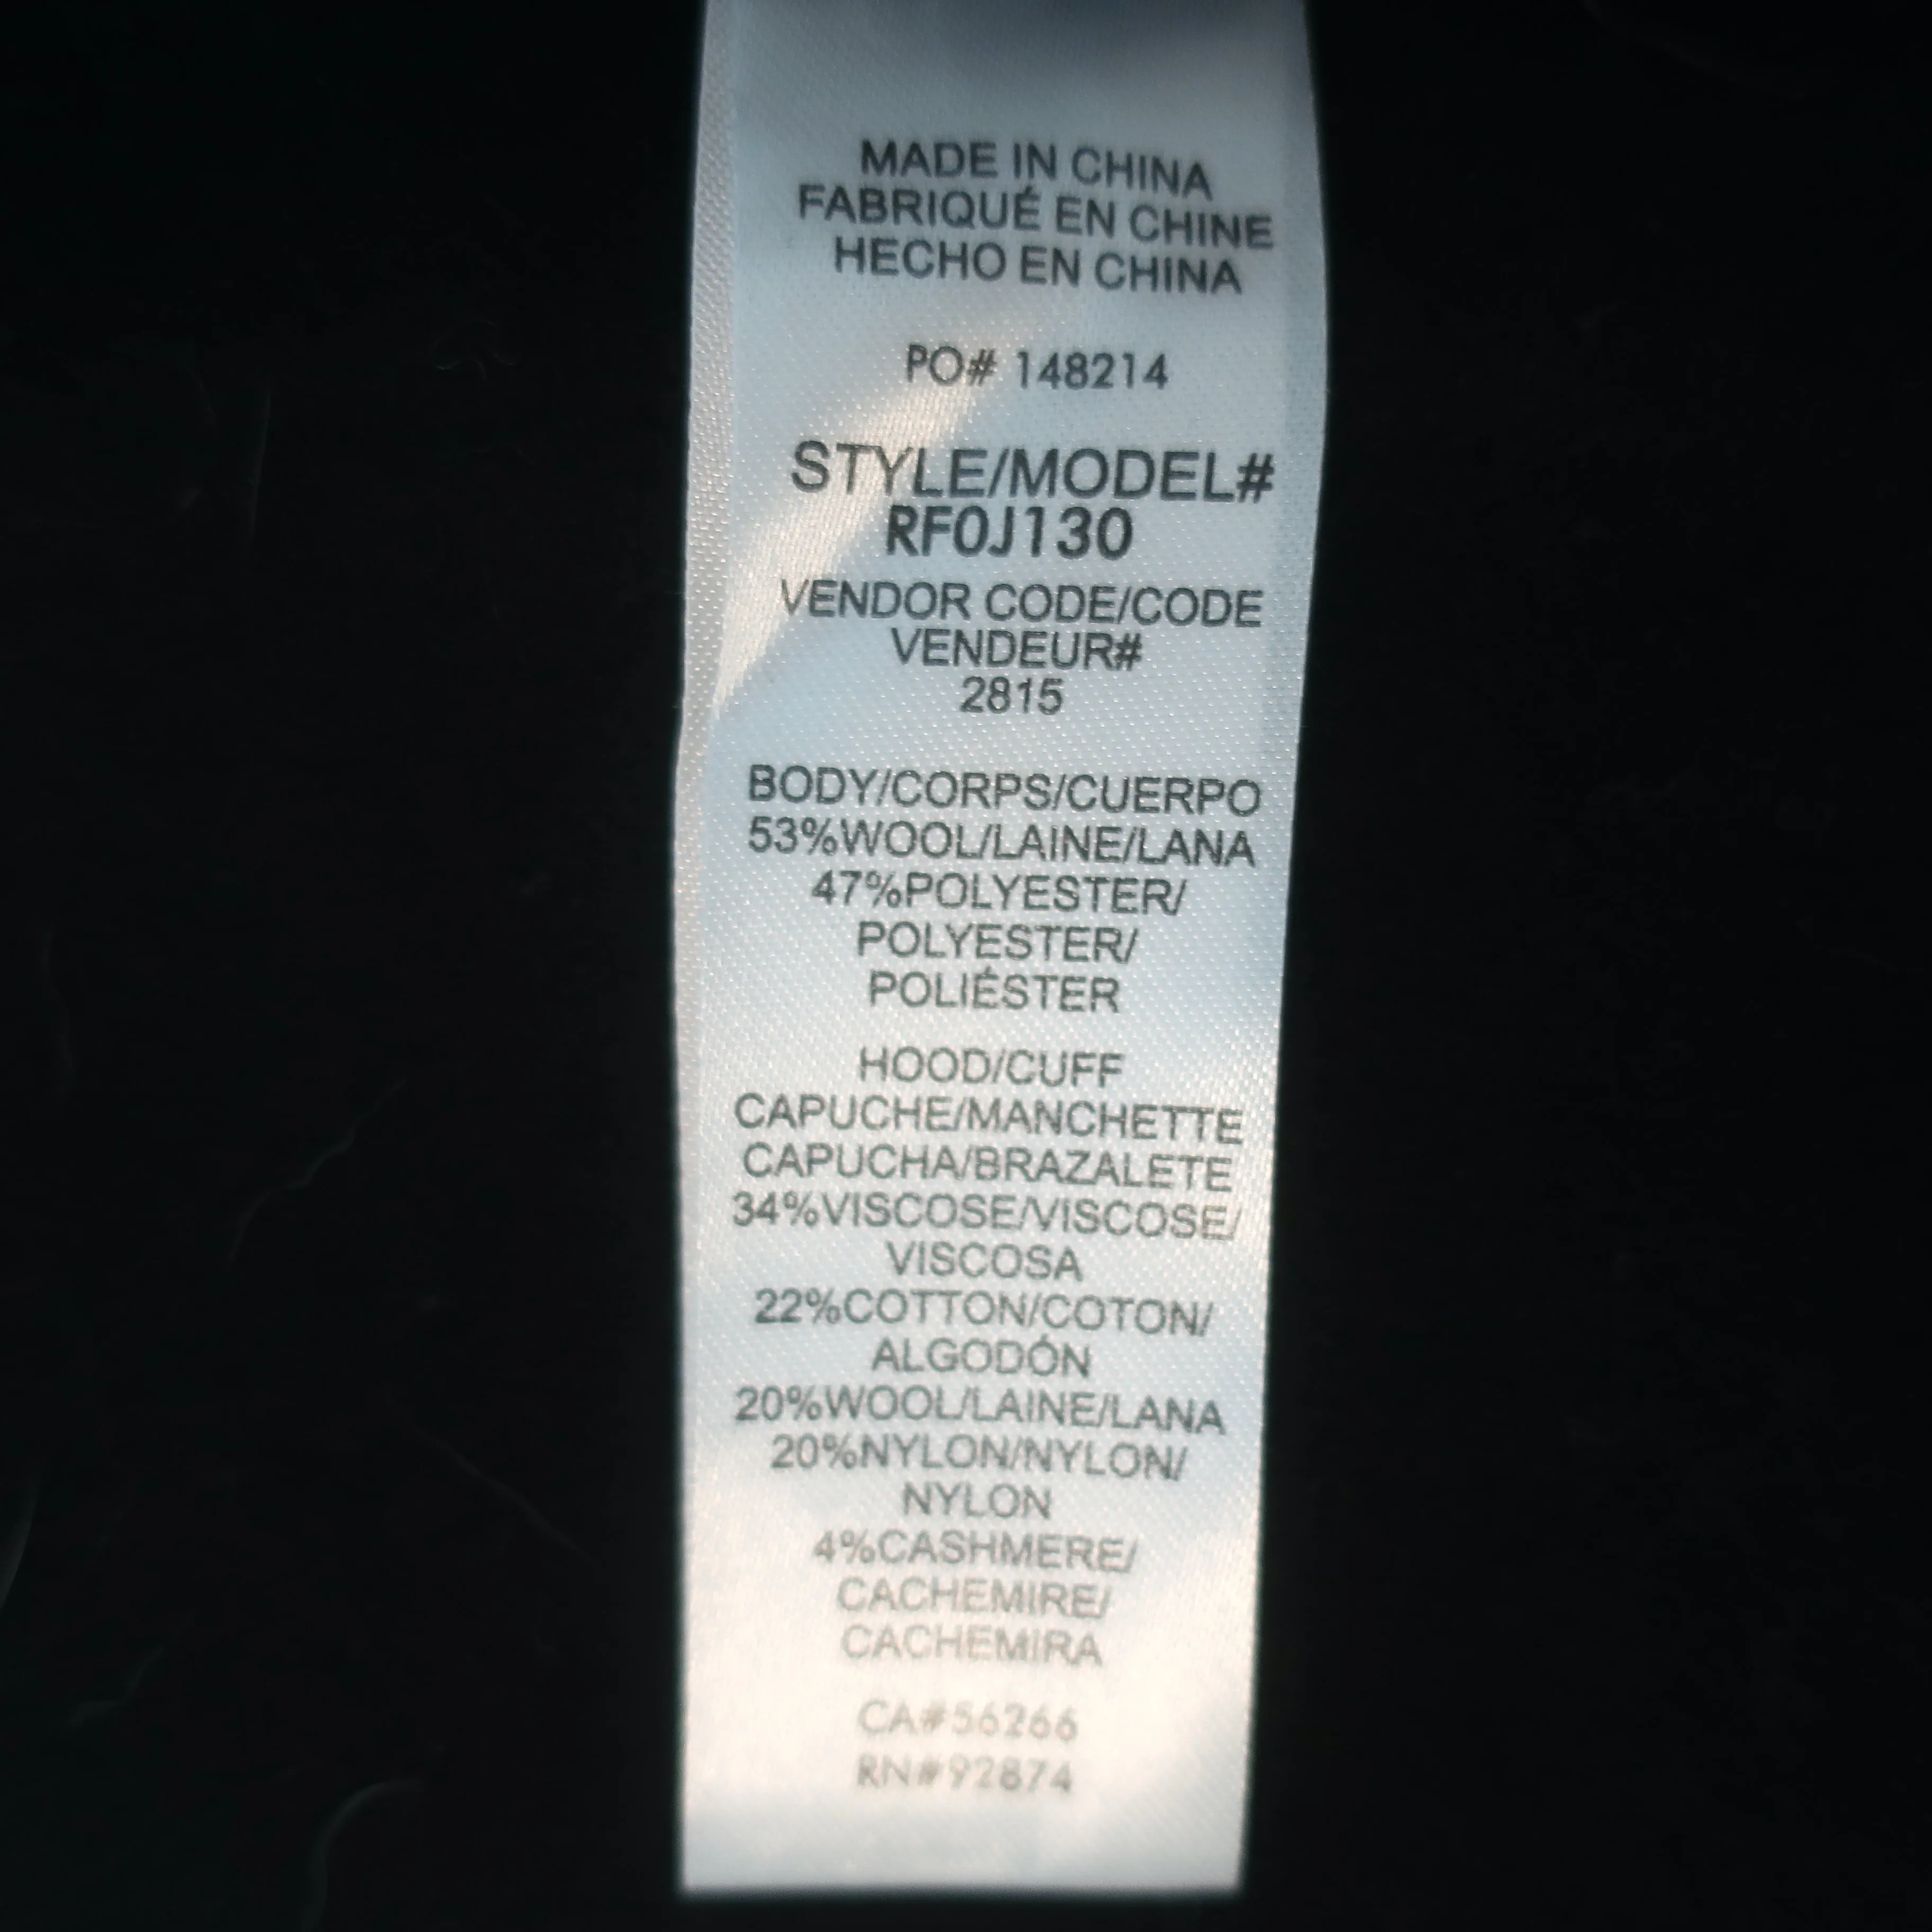 MADE IN CHINA
FABRIQUÉ EN CHINE
HECHO EN CHINA
PO# 148214
STYLE/MODEL#
RF0J130
VENDOR CODE/CODE
VENDEUR#
2815
BODY/CORPS/CUERPO
53%WOOL/LAINE/LANA
47%POLYESTER/
POLYESTER/
POLIÉSTER
HOOD/CUFF
CAPUCHE/MANCHETTE
CAPUCHA/BRAZALETE
34%VISCOSE/VISCOSE/
VISCOSA
22%COTTON/COTON/
ALGODÓN
20%WOOL/LAINE/LANA
20%NYLON/NYLON/
NYLON
4%CASHMERE/
CACHEMIRE/
CACHEMIRA
CA#56266
RN#92874